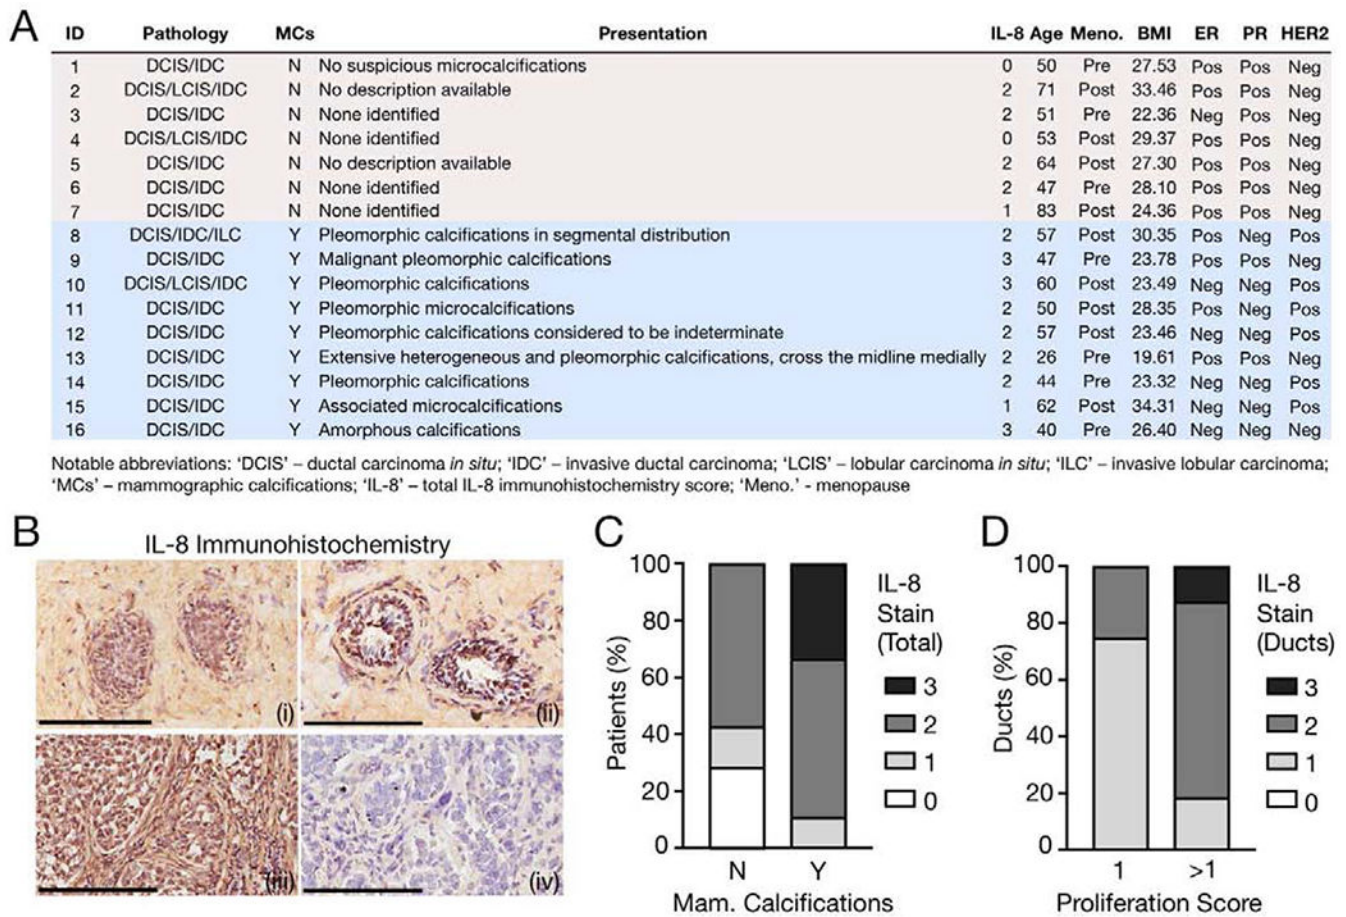 A
ID Pathology MCs Presentation IL-8 Age Meno. BMI ER PR HER2
1 DCIS/IDC N No suspicious microcalcifications 0 50 Pre 27.53 Pos Pos Neg
2 DCIS/LCIS/IDC N No description available 2 71 Post 33.46 Pos Pos Neg
3 DCIS/IDC N None identified 2 51 Pre 22.36 Neg Pos Neg
4 DCIS/LCIS/IDC N None identified 0 53 Post 29.37 Pos Pos Neg
5 DCIS/IDC N No description available 2 64 Post 27.30 Pos Pos Neg
6 DCIS/IDC N None identified 2 47 Pre 28.10 Pos Pos Neg
7 DCIS/IDC N None identified 1 83 Post 24.36 Pos Pos Neg
8 DCIS/IDC/ILC Y Pleomorphic calcifications in segmental distribution 2 57 Post 30.35 Pos Neg Pos
9 DCIS/IDC Y Malignant pleomorphic calcifications 3 47 Pre 23.78 Pos Pos Neg
10 DCIS/LCIS/IDC Y Pleomorphic calcifications 3 60 Post 23.49 Neg Neg Pos
11 DCIS/IDC Y Pleomorphic microcalcifications 2 50 Post 28.35 Pos Neg Pos
12 DCIS/IDC Y Pleomorphic calcifications considered to be indeterminate 2 57 Post 23.46 Neg Neg Pos
13 DCIS/IDC Y Extensive heterogeneous and pleomorphic calcifications, cross the midline medially 2 26 Pre 19.61 Pos Pos Neg
14 DCIS/IDC Y Pleomorphic calcifications 2 44 Pre 23.32 Neg Neg Pos
15 DCIS/IDC Y Associated microcalcifications 1 62 Post 34.31 Neg Neg Pos
16 DCIS/IDC Y Amorphous calcifications 3 40 Pre 26.40 Neg Neg Neg
Notable abbreviations: ‘DCIS’ – ductal carcinoma in situ; ‘IDC’ – invasive ductal carcinoma; ‘LCIS’ – lobular carcinoma in situ; ‘ILC’ – invasive lobular carcinoma;
‘MCs’ – mammographic calcifications; ‘IL-8’ – total IL-8 immunohistochemistry score; ‘Meno.’ - menopause
B
IL-8 Immunohistochemistry
(i)
(ii)
(iii)
(iv)
C
Patients (%)
100
80
60
40
20
0
N Y
Mam. Calcifications
IL-8
Stain
(Total)
3
2
1
0
D
Ducts (%)
100
80
60
40
20
0
1 >1
Proliferation Score
IL-8
Stain
(Ducts)
3
2
1
0